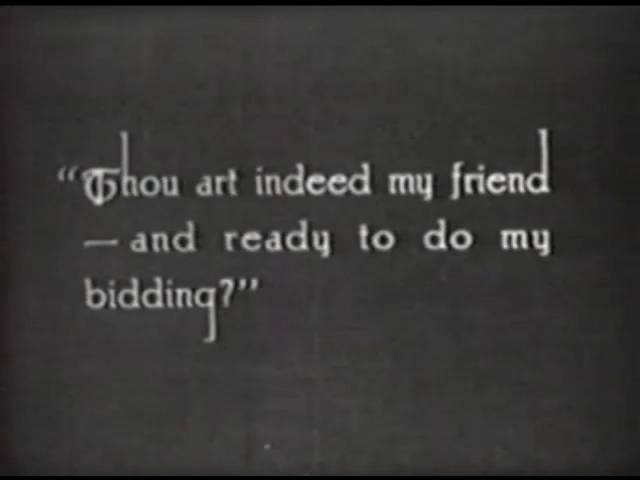 “Thou art indeed my friend
— and ready to do my
bidding?”